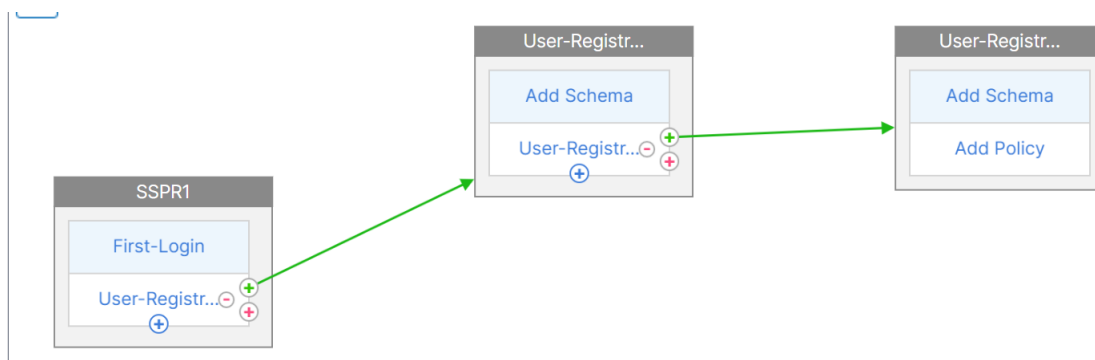 User-Registr...
Add Schema
User-Registr...
User-Registr...
Add Schema
Add Policy
SSPR1
First-Login
User-Registr...